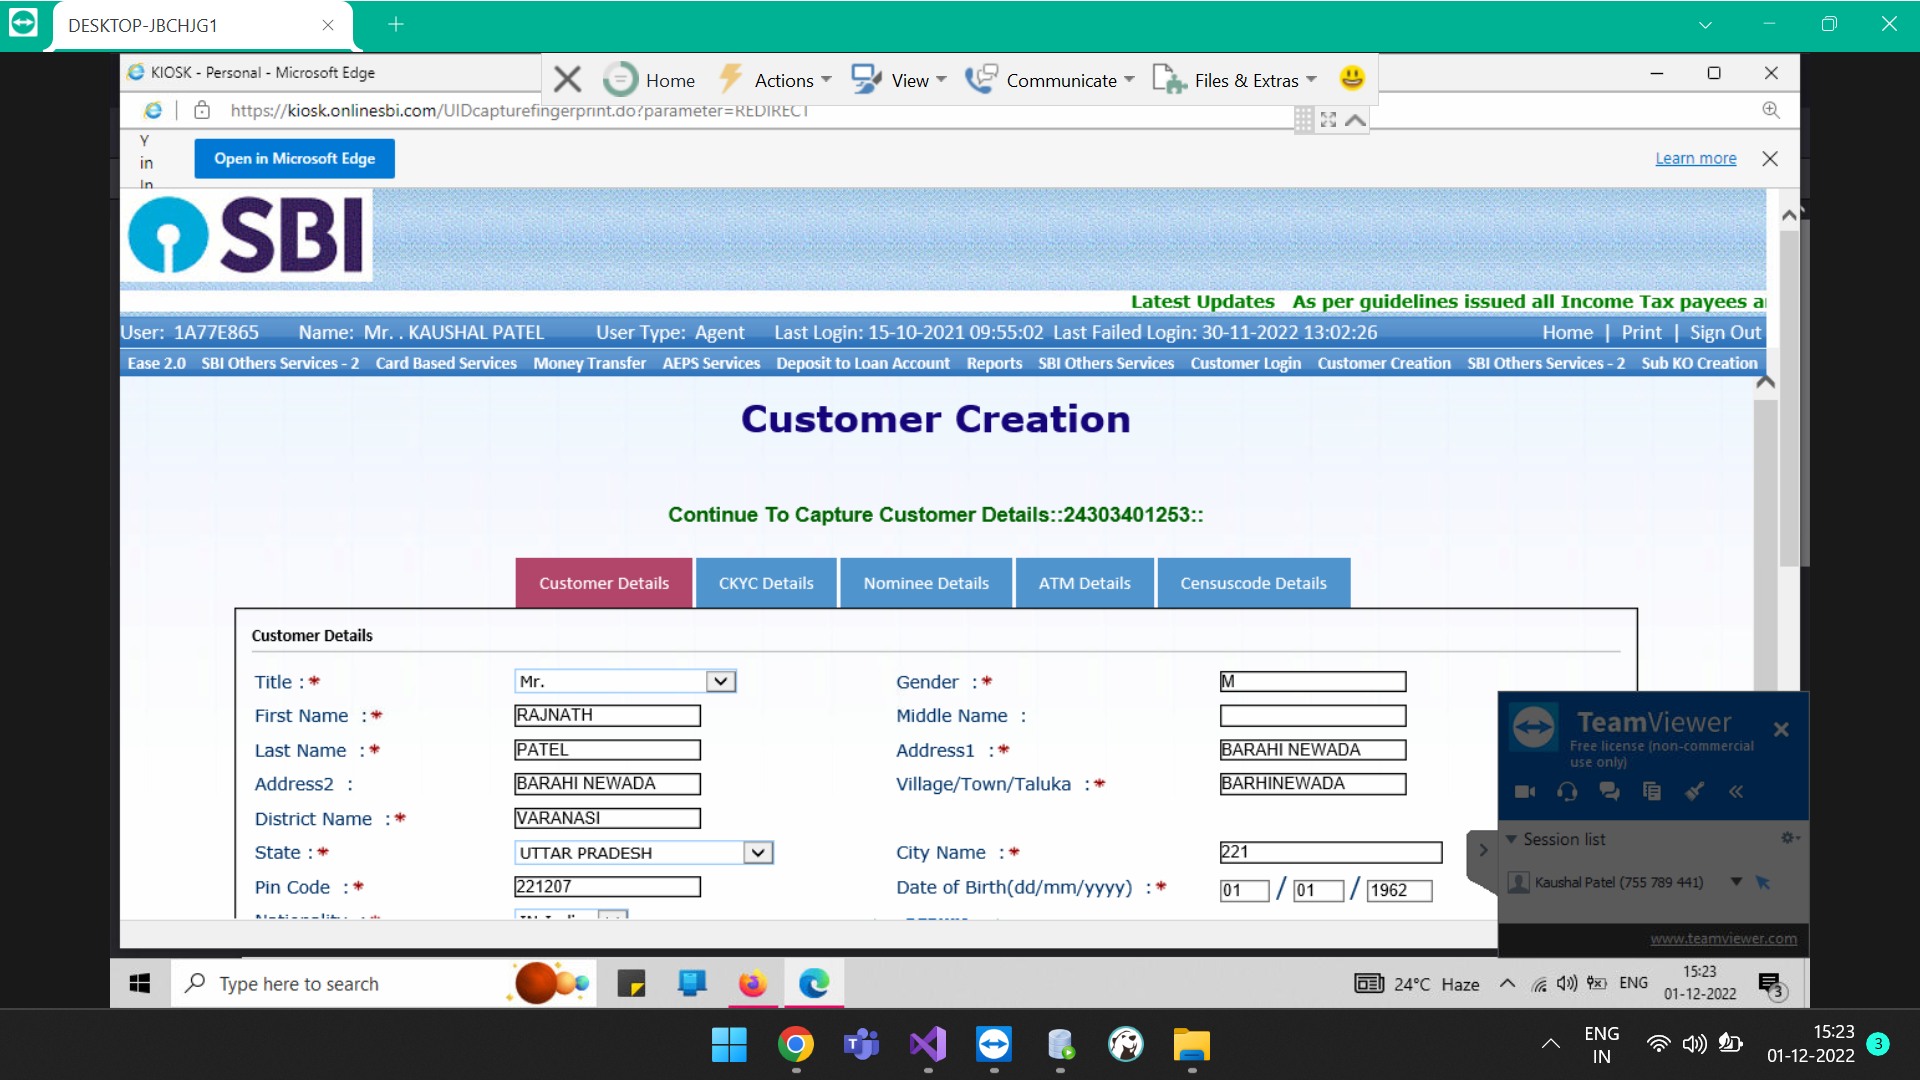 DESKTOP-JBCHJG1
KIOSK - Personal - Microsoft Edge
Home
Actions
View
Communicate
Files & Extras
https://kiosk.onlinesbi.com/UIDcapturefingerprint.do?parameter=REDIRECT
Y
in
In
Open in Microsoft Edge
Learn more
SBI
Latest Updates As per guidelines issued all Income Tax payees
User: 1A77E865 Name: Mr. . KAUSHAL PATEL User Type: Agent Last Login: 15-10-2021 09:55:02 Last Failed Login: 30-11-2022 13:02:26 Home | Print | Sign Out
Ease 2.0 SBI Others Services - 2 Card Based Services Money Transfer AEPS Services Deposit to Loan Account Reports SBI Others Services Customer Login Customer Creation SBI Others Services - 2 Sub KO Creation
Customer Creation
Continue To Capture Customer Details::24303401253::
Customer Details CKYC Details Nominee Details ATM Details Censuscode Details
Customer Details
Title :* Mr. Gender :* M
First Name :* RAJNATH Middle Name :
Last Name :* PATEL Address1 :* BARAHI NEWADA
Address2 : BARAHI NEWADA Village/Town/Taluka :* BARHINEWADA
District Name :* VARANASI
State :* UTTAR PRADESH City Name :* 221
Pin Code :* 221207 Date of Birth(dd/mm/yyyy) :* 01 / 01 / 1962
TeamViewer
Free license (non-commercial
use only)
Session list
Kaushal Patel (755 789 441)
www.teamviewer.com
Type here to search
24°C Haze
ENG
15:23
01-12-2022
3
ENG
IN
15:23
01-12-2022
3